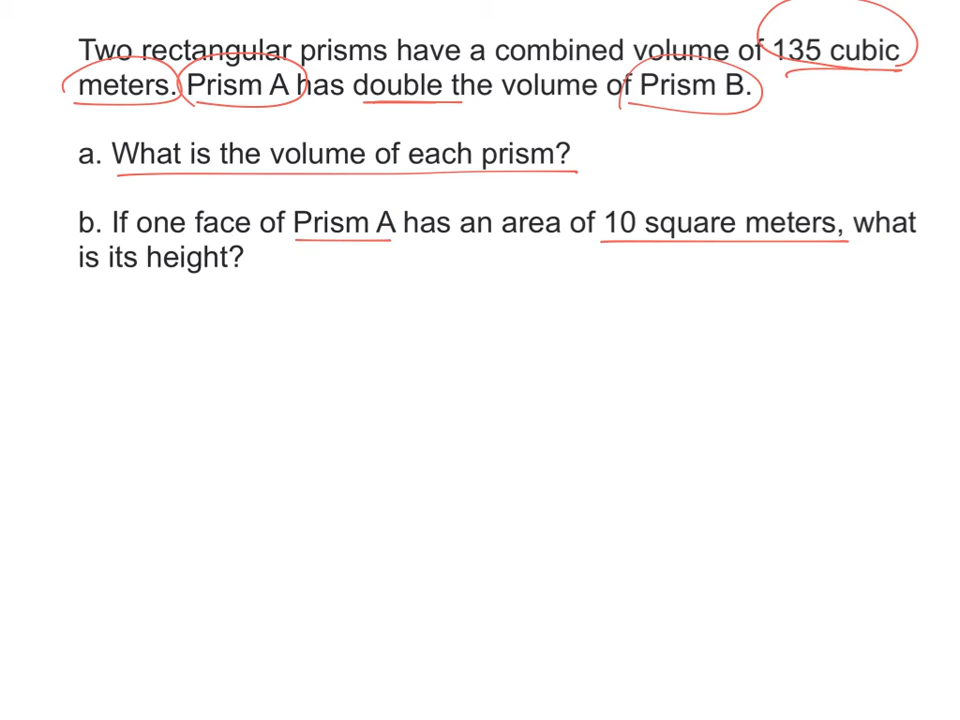 Two rectangular prisms have a combined volume of 135 cubic
meters. Prism A has double the volume of Prism B.
a. What is the volume of each prism?
b. If one face of Prism A has an area of 10 square meters, what
is its height?